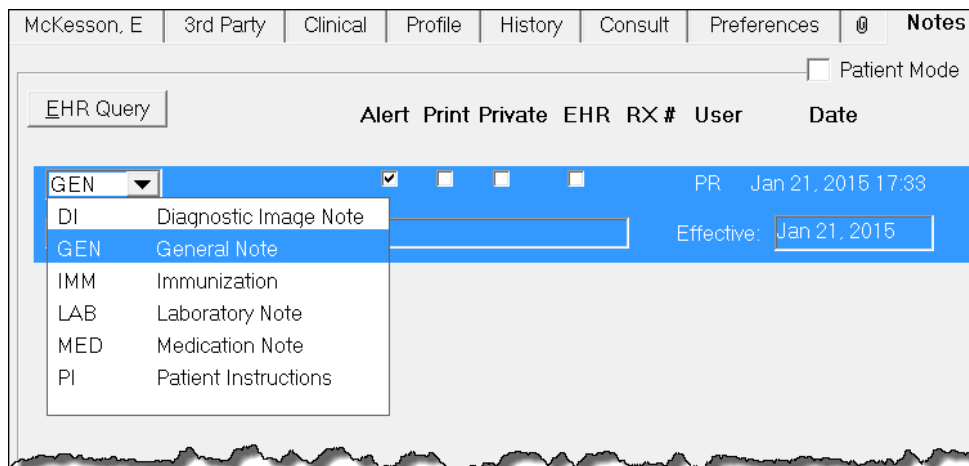 McKesson, E 3rd Party Clinical Profile History Consult Preferences Notes
Patient Mode
EHR Query
Alert Print Private EHR RX # User Date
GEN PR Jan 21, 2015 17:33
DI Diagnostic Image Note
Effective: Jan 21, 2015
GEN General Note
IMM Immunization
LAB Laboratory Note
MED Medication Note
PI Patient Instructions